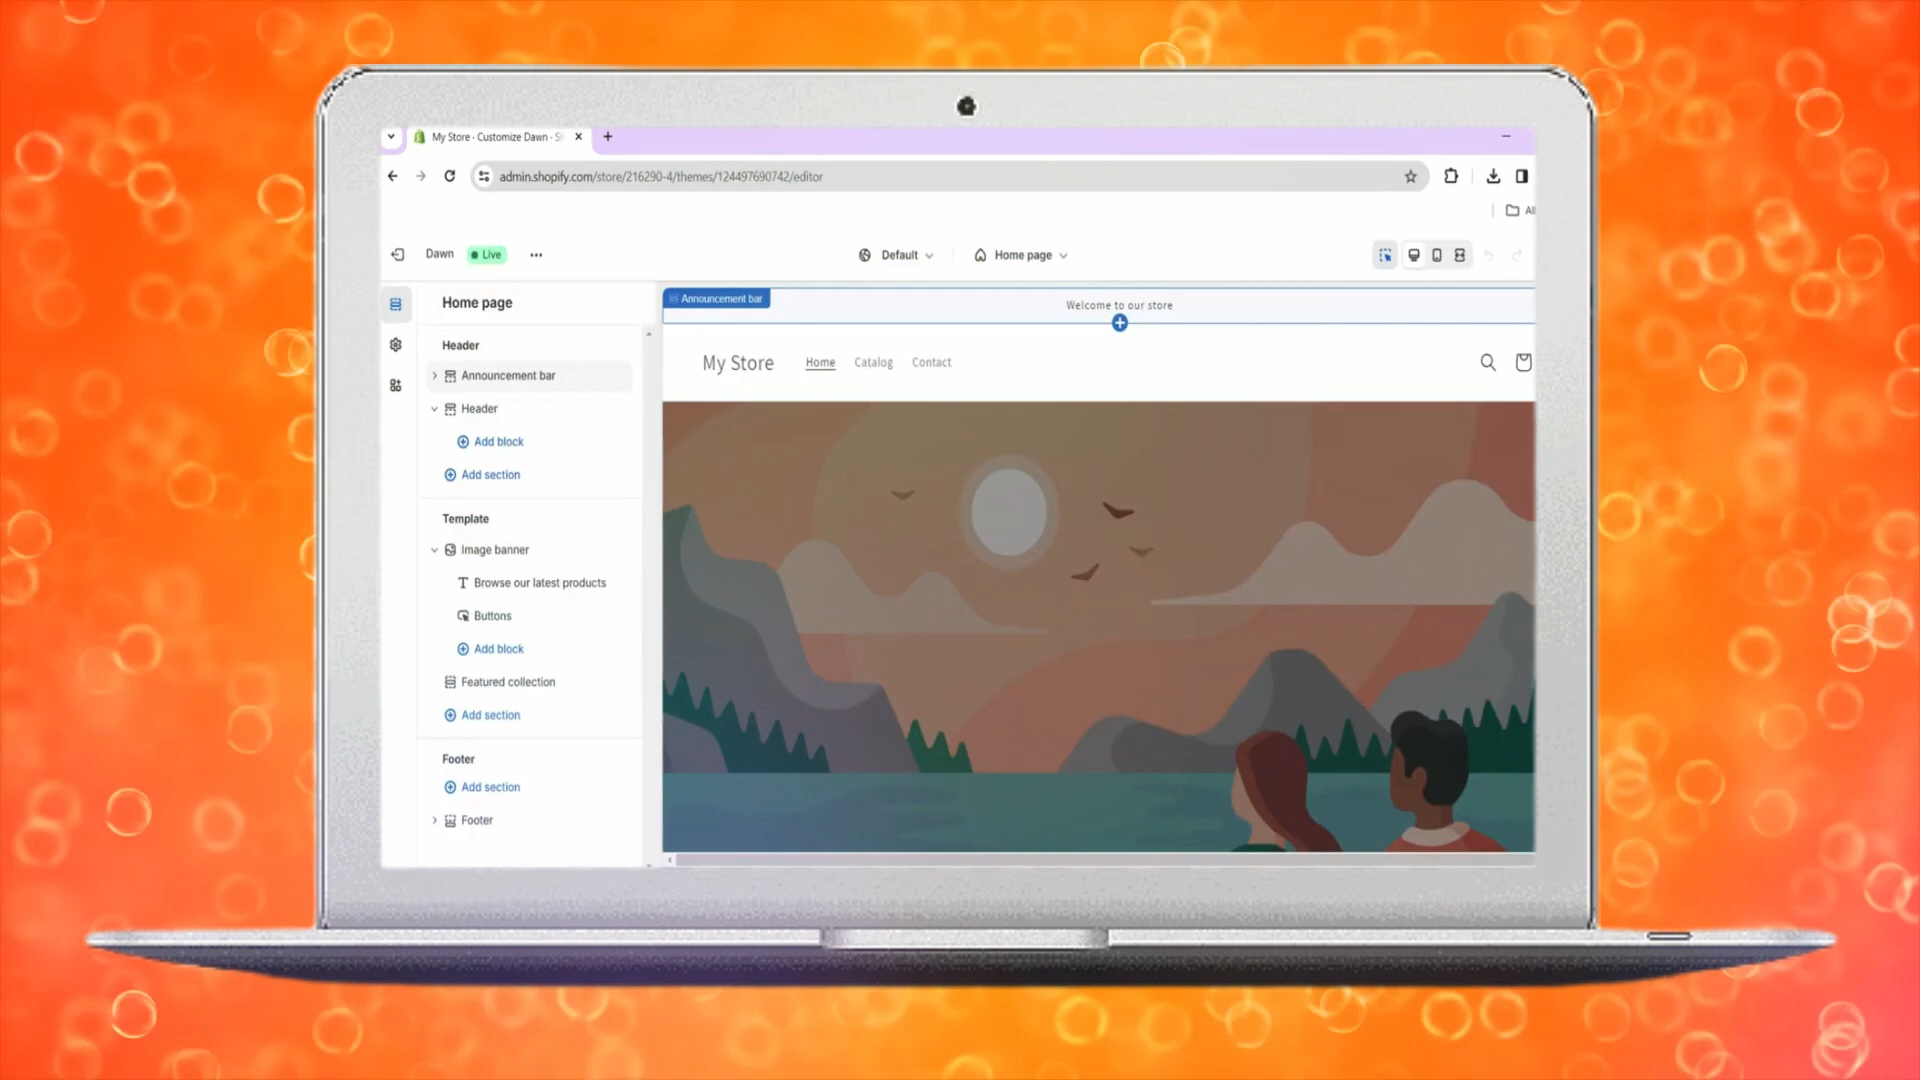 My Store · Customize Dawn · S
admin.shopify.com/store/216290-4/themes/124497690742/editor
Al
Dawn
Live
Default
Home page
Home page
Header
Announcement bar
Header
Add block
Add section
Template
Image banner
Browse our latest products
Buttons
Add block
Featured collection
Add section
Footer
Add section
Footer
Announcement bar
Welcome to our store
My Store
Home
Catalog
Contact